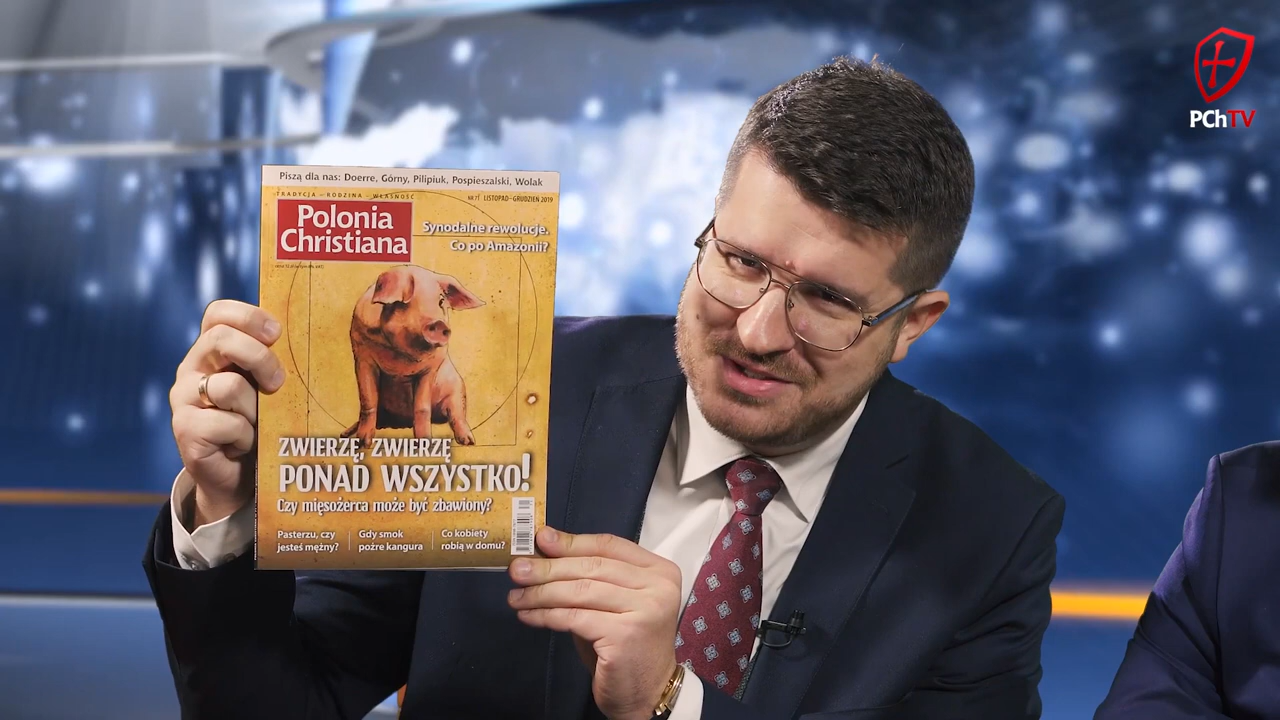 PChTV
Piszą dla nas: Doerre, Górny, Pilipiuk, Pospieszalski, Wolak
TRADYCJA - RODZINA - WŁASNOŚĆ
NR 71 LISTOPAD–GRUDZIEŃ 2019
Polonia
Christiana
Synodalne rewolucje.
Co po Amazonii?
ZWIERZĘ, ZWIERZĘ
PONAD WSZYSTKO!
Czy mięsożerca może być zbawiony?
Pasterzu, czy
jesteś mężny?
Gdy smok
pożre kangura
Co kobiety
robią w domu?